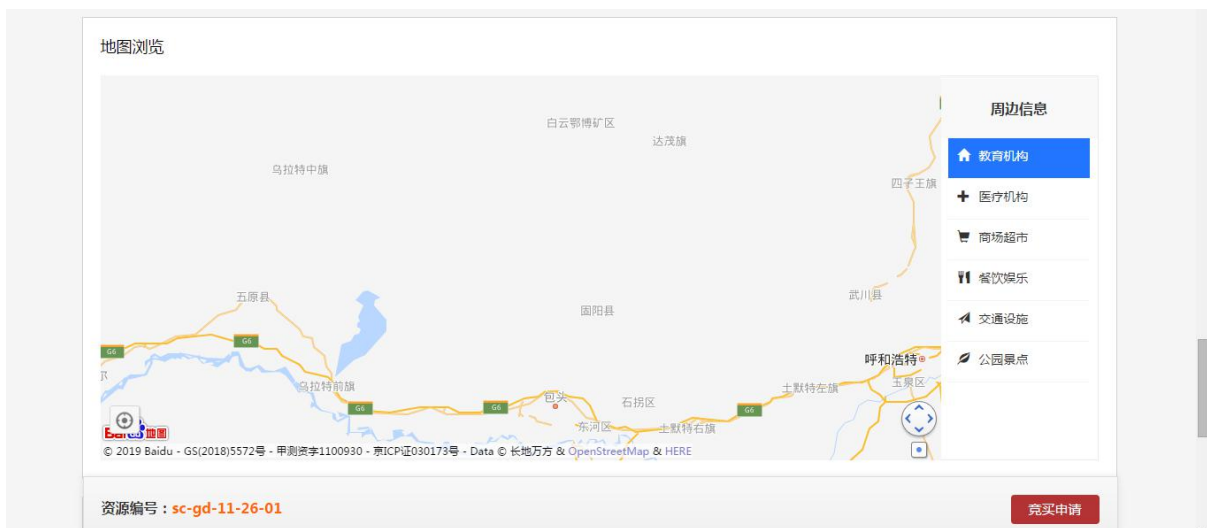 地图浏览
周边信息
教育机构
医疗机构
商场超市
餐饮娱乐
交通设施
公园景点
白云鄂博矿区
达茂旗
乌拉特中旗
四子王旗
五原县
武川县
固阳县
G6
G6
呼和浩特
尔
乌拉特前旗
土默特左旗
玉泉区
包头
石拐区
G6
G6
G6
东河区
土默特右旗
Bai 地图
© 2019 Baidu - GS(2018)5572号 - 甲测资字1100930 - 京ICP证030173号 - Data © 长地万方 & OpenStreetMap & HERE
资源编号：sc-gd-11-26-01
竞买申请